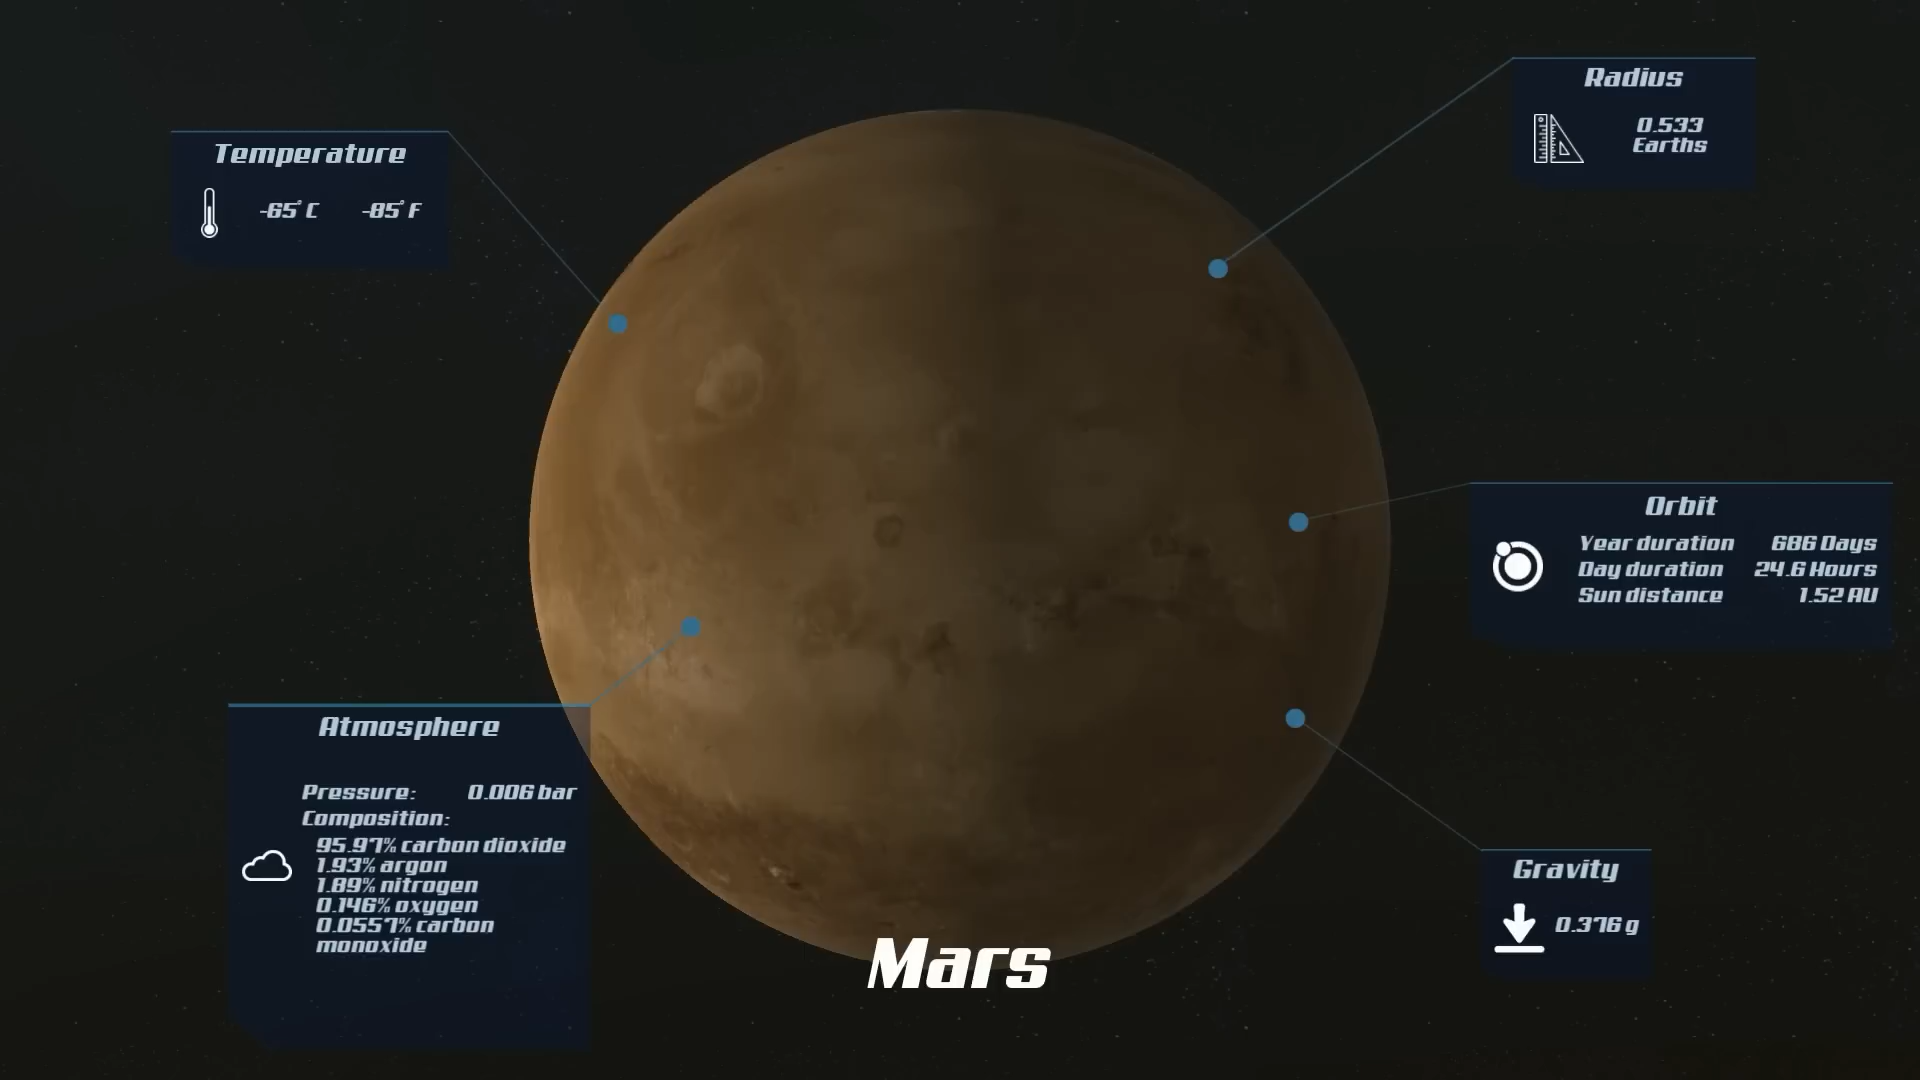 Temperature
-65° C -85° F
Radius
0.533
Earths
Orbit
Year duration 686 Days
Day duration 24.6 Hours
Sun distance 1.52 AU
Atmosphere
Pressure: 0.006 bar
Composition:
95.97% carbon dioxide
1.93% argon
1.89% nitrogen
0.146% oxygen
0.0557% carbon
monoxide
Gravity
0.376 g
Mars